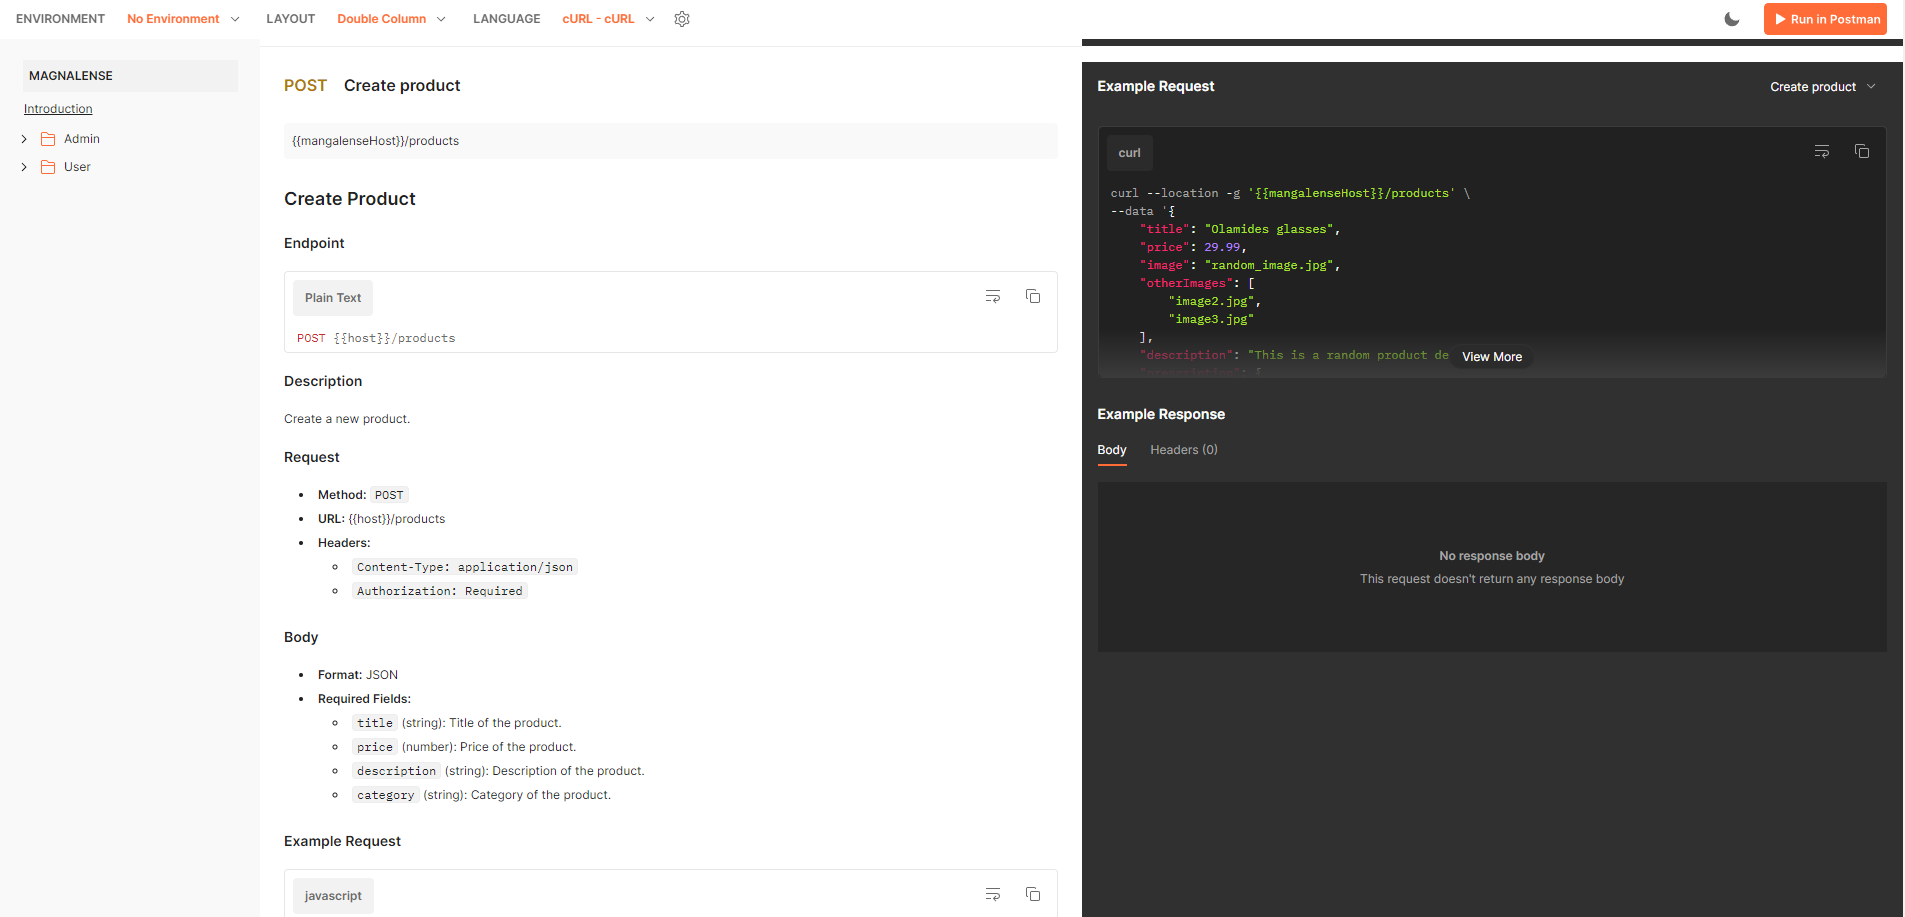 ENVIRONMENT No Environment LAYOUT Double Column LANGUAGE cURL - cURL Run in Postman
MAGNALENSE
Introduction
Admin
User
POST Create product
{{mangalenseHost}}/products
Create Product
Endpoint
Plain Text
POST {{host}}/products
Description
Create a new product.
Request
Method: POST
URL: {{host}}/products
Headers:
Content-Type: application/json
Authorization: Required
Body
Format: JSON
Required Fields:
title (string): Title of the product.
price (number): Price of the product.
description (string): Description of the product.
category (string): Category of the product.
Example Request
javascript
Example Request Create product
curl
curl --location -g '{{mangalenseHost}}/products' \
--data '{
"title": "Olamides glasses",
"price": 29.99,
"image": "random_image.jpg",
"otherImages": [
"image2.jpg",
"image3.jpg"
],
"description": "This is a random product de
View More
Example Response
Body Headers (0)
No response body
This request doesn't return any response body